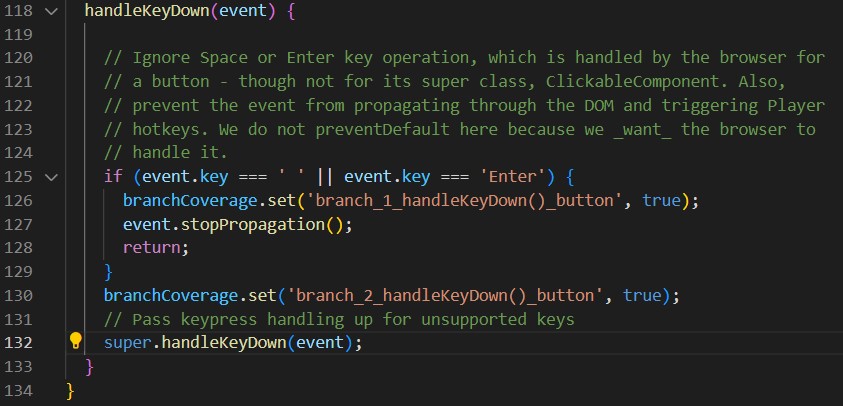 118 handleKeyDown(event) {
119
120 // Ignore Space or Enter key operation, which is handled by the browser for
121 // a button - though not for its super class, ClickableComponent. Also,
122 // prevent the event from propagating through the DOM and triggering Player
123 // hotkeys. We do not preventDefault here because we _want_ the browser to
124 // handle it.
125 if (event.key === ' ' || event.key === 'Enter') {
126 branchCoverage.set('branch_1_handleKeyDown()_button', true);
127 event.stopPropagation();
128 return;
129 }
130 branchCoverage.set('branch_2_handleKeyDown()_button', true);
131 // Pass keypress handling up for unsupported keys
132 super.handleKeyDown(event);
133 }
134 }